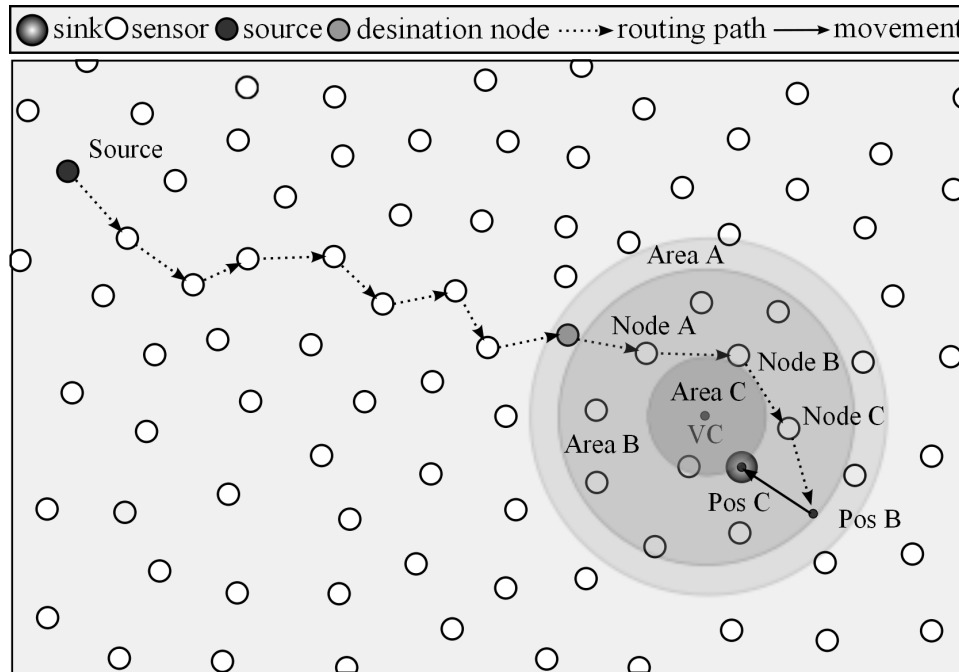 sink sensor source desination node routing path movement
Source
Area A
Node A
Node B
Area C
Node C
VC
Area B
Pos C
Pos B